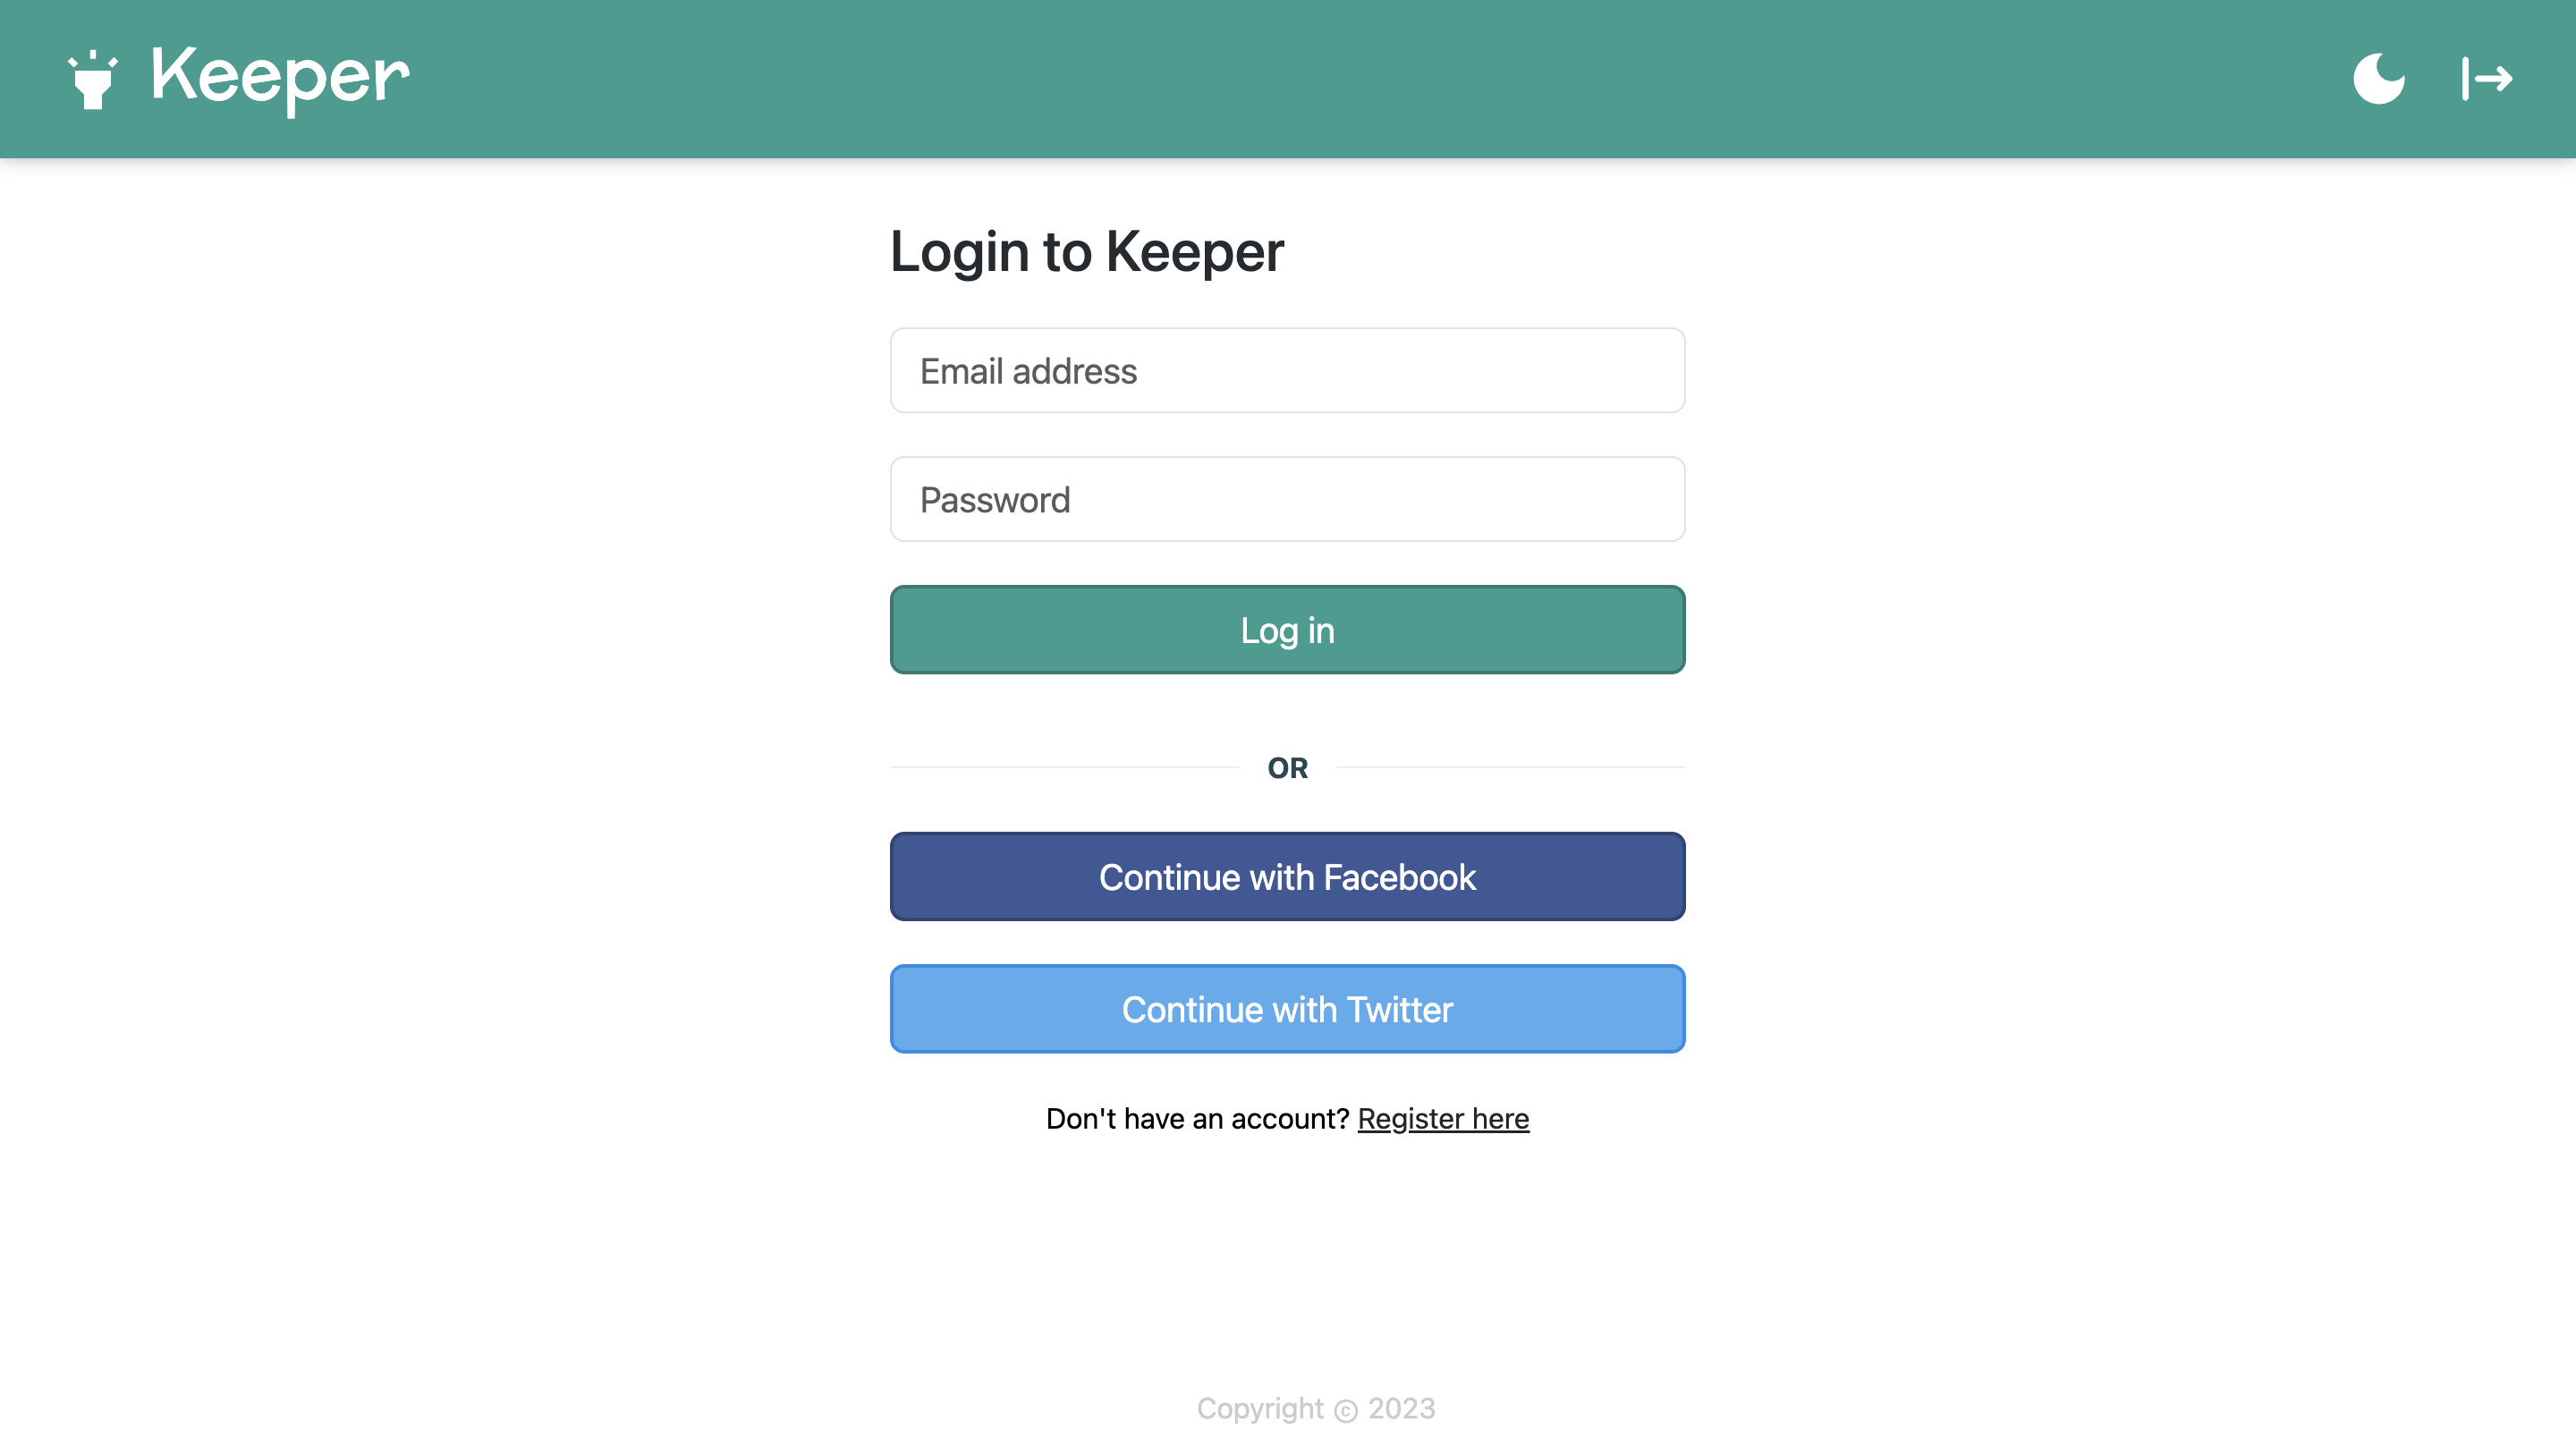 Keeper
Login to Keeper
Email address
Password
Log in
OR
Continue with Facebook
Continue with Twitter
Don't have an account? Register here
Copyright © 2023